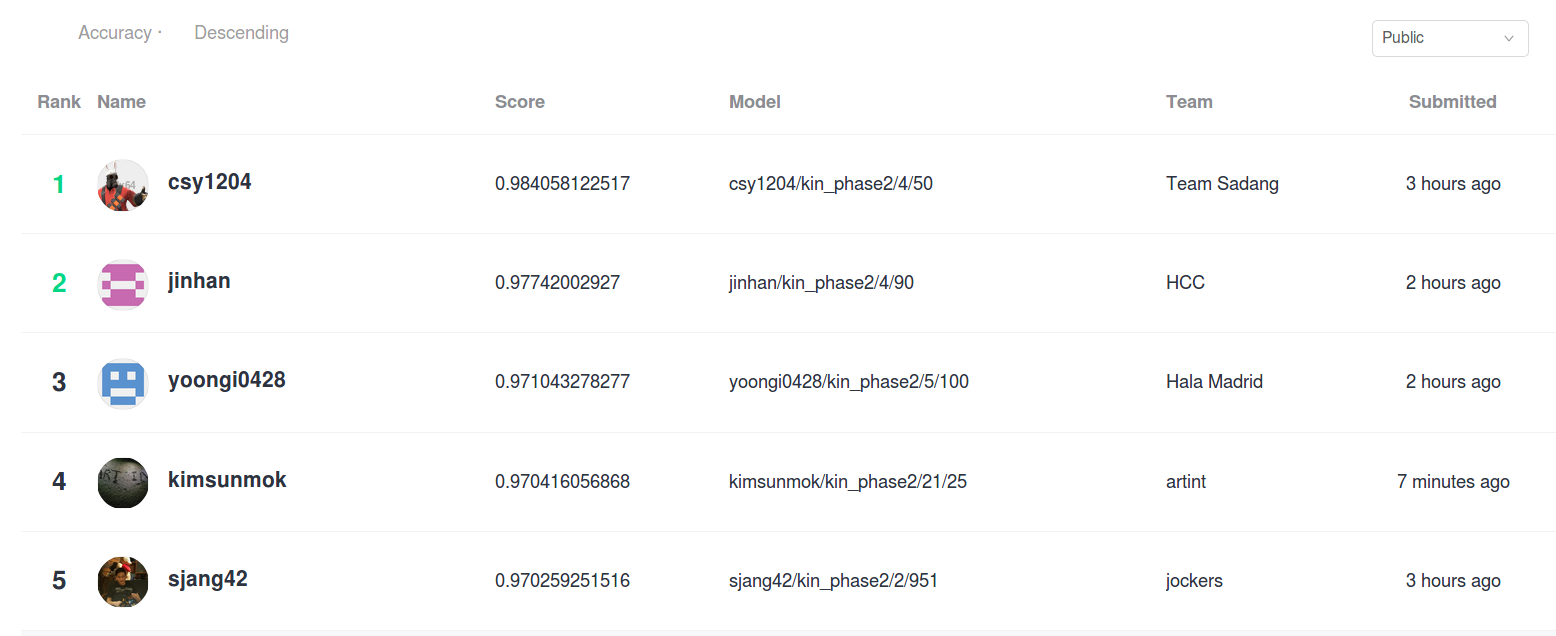 Accuracy · Descending Public
Rank Name Score Model Team Submitted
1 csy1204 0.984058122517 csy1204/kin_phase2/4/50 Team Sadang 3 hours ago
2 jinhan 0.97742002927 jinhan/kin_phase2/4/90 HCC 2 hours ago
3 yoongi0428 0.971043278277 yoongi0428/kin_phase2/5/100 Hala Madrid 2 hours ago
4 kimsunmok 0.970416056868 kimsunmok/kin_phase2/21/25 artint 7 minutes ago
5 sjang42 0.970259251516 sjang42/kin_phase2/2/951 jockers 3 hours ago